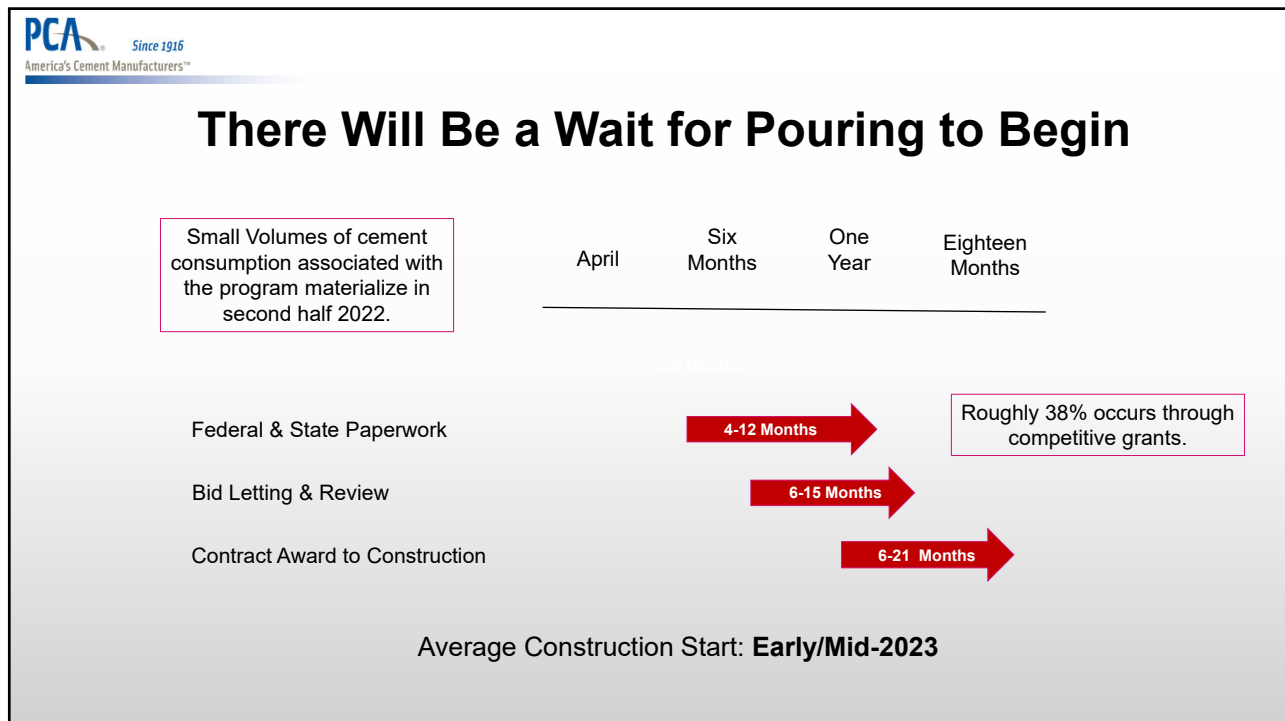 PCA® Since 1916
America's Cement Manufacturers™
There Will Be a Wait for Pouring to Begin
Small Volumes of cement
consumption associated with
the program materialize in
second half 2022.
April
Six
Months
One
Year
Eighteen
Months
Federal & State Paperwork
4-12 Months
Roughly 38% occurs through
competitive grants.
Bid Letting & Review
6-15 Months
Contract Award to Construction
6-21 Months
Average Construction Start: Early/Mid-2023